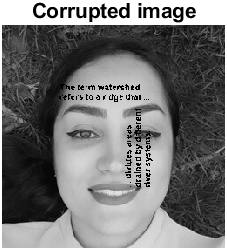 Corrupted image
The term watershed
refers to a ridge that ...
... divides areas
drained by different
river systems.